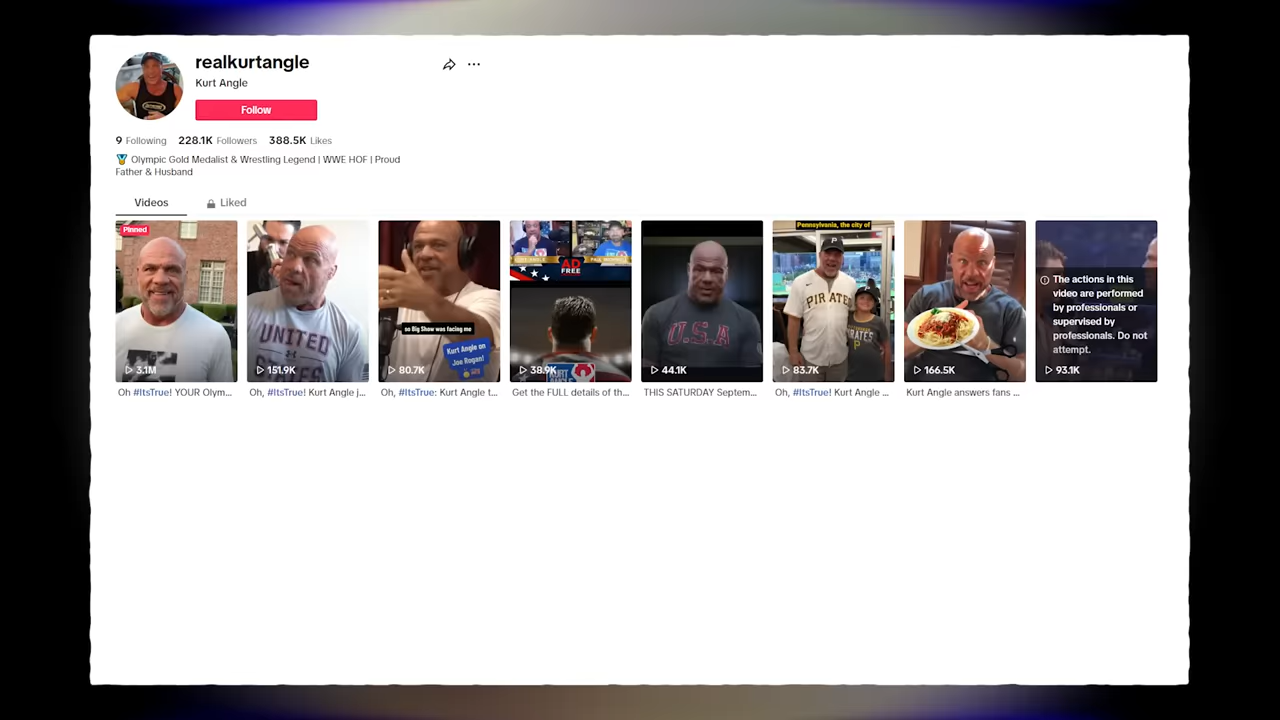 realkurtangle
Kurt Angle
Follow
9 Following 228.1K Followers 388.5K Likes
🏅 Olympic Gold Medalist & Wrestling Legend | WWE HOF | Proud
Father & Husband
Videos
Liked
Pinned
3.1M
Oh #ItsTrue! YOUR Olym...
UNITED
151.9K
Oh, #ItsTrue! Kurt Angle j...
so Big Show was facing me
Kurt Angle on
Joe Rogan!
80.7K
Oh, #ItsTrue: Kurt Angle t...
AD
FREE
38.9K
Get the FULL details of th...
U.S.A
44.1K
THIS SATURDAY Septem...
Pennsylvania, the city of
P
PIRATES
83.7K
Oh, #ItsTrue! Kurt Angle ...
166.5K
Kurt Angle answers fans ...
The actions in this
video are performed
by professionals or
supervised by
professionals. Do not
attempt.
93.1K